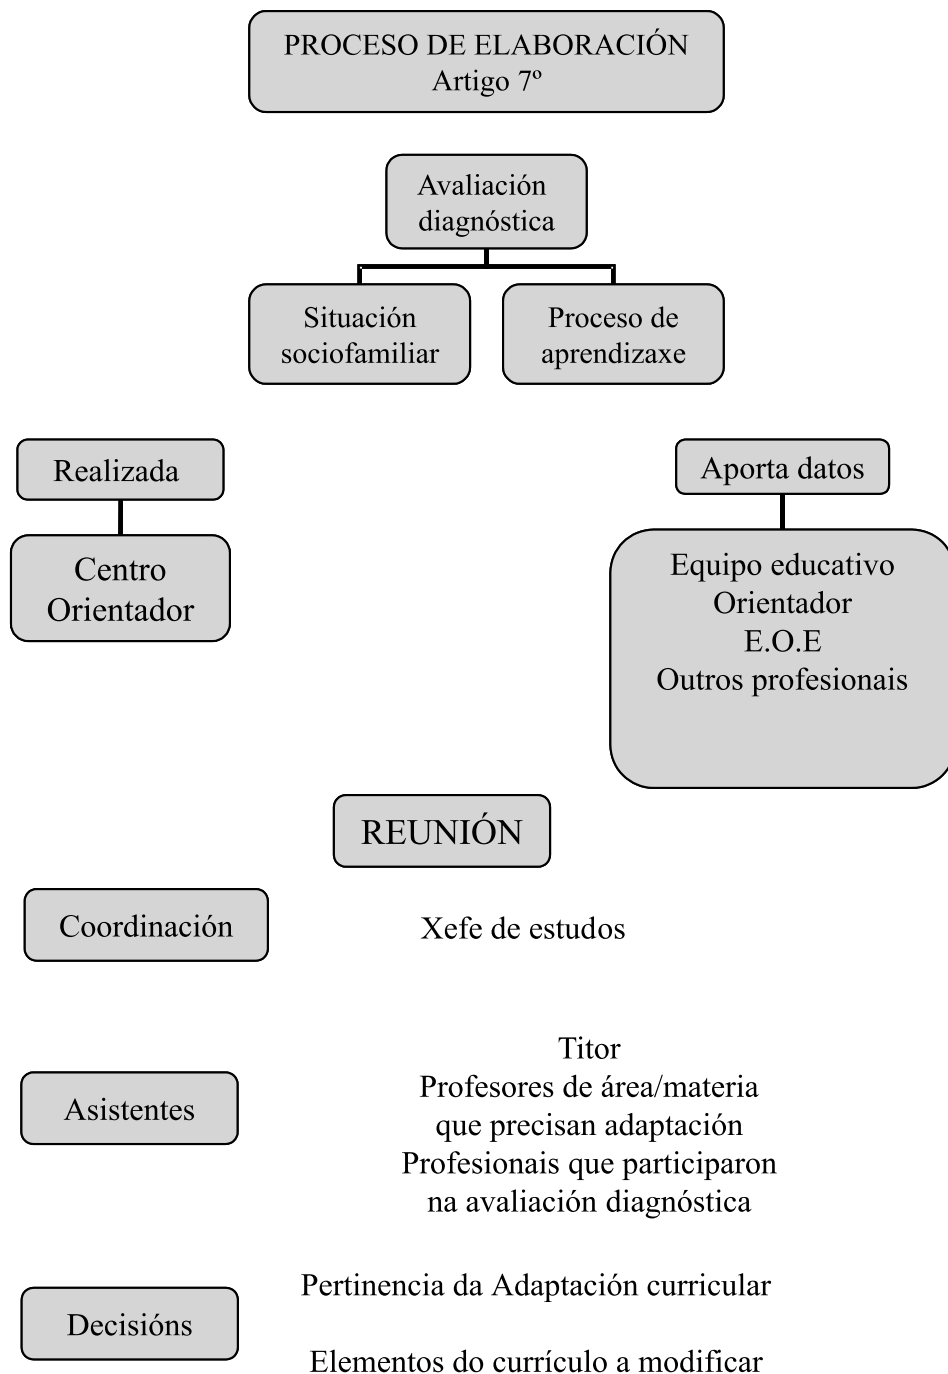 PROCESO DE ELABORACIÓN
Artigo 7º
Avaliación
diagnóstica
Situación
sociofamiliar
Proceso de
aprendizaxe
Realizada
Centro
Orientador
Aporta datos
Equipo educativo
Orientador
E.O.E
Outros profesionais
REUNIÓN
Coordinación
Xefe de estudos
Asistentes
Titor
Profesores de área/materia
que precisan adaptación
Profesionais que participaron
na avaliación diagnóstica
Decisións
Pertinencia da Adaptación curricular
Elementos do currículo a modificar